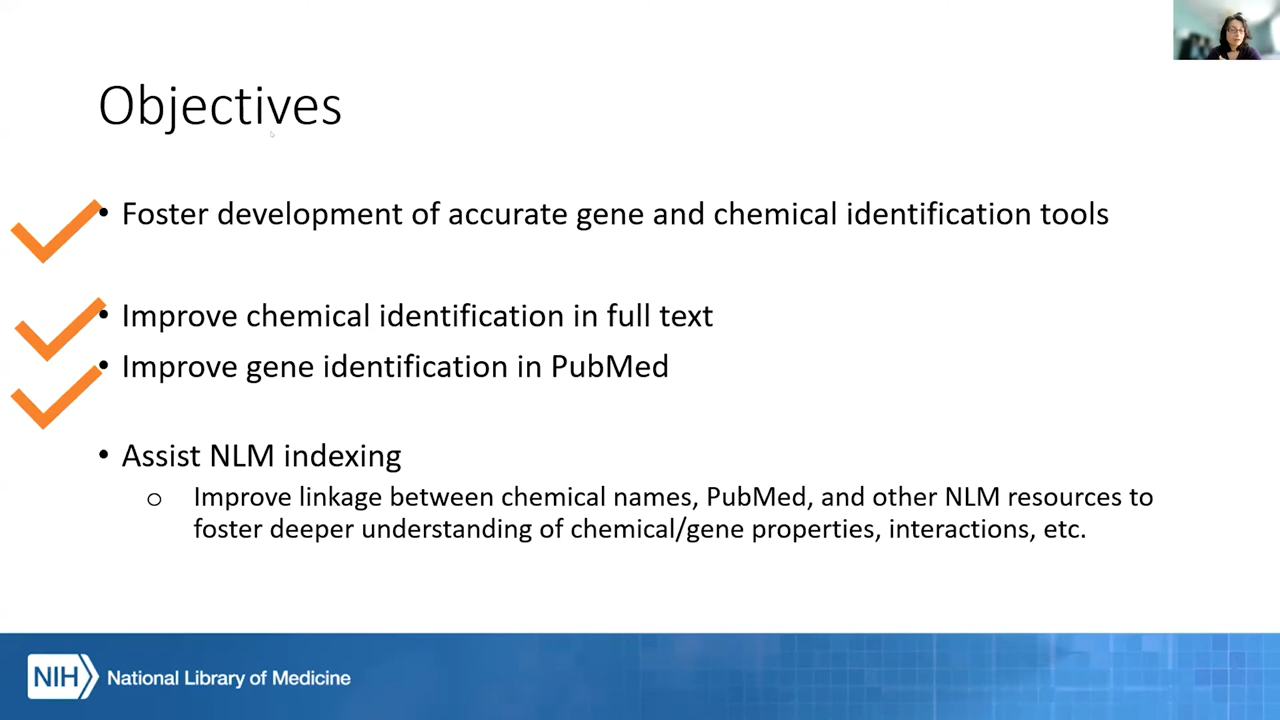 Objectives
• Foster development of accurate gene and chemical identification tools
• Improve chemical identification in full text
• Improve gene identification in PubMed
• Assist NLM indexing
o Improve linkage between chemical names, PubMed, and other NLM resources to
foster deeper understanding of chemical/gene properties, interactions, etc.
NIH National Library of Medicine